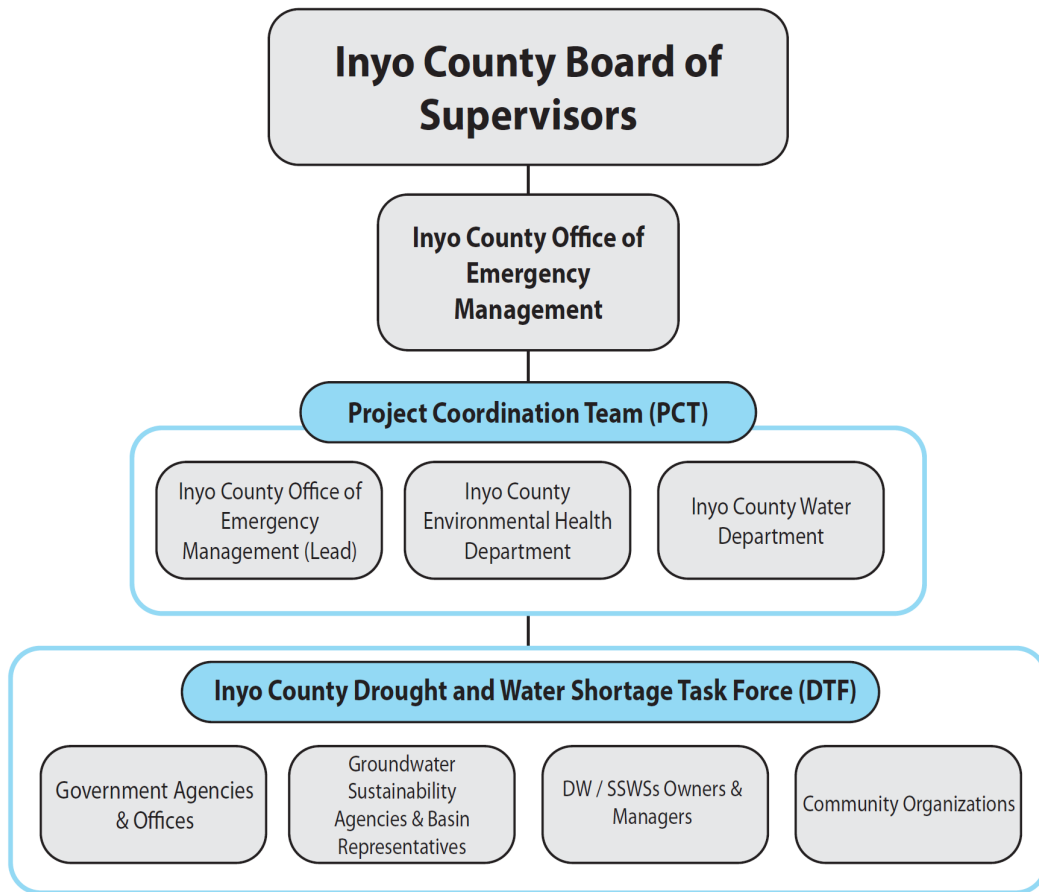 Inyo County Board of
Supervisors
Inyo County Office of
Emergency
Management
Project Coordination Team (PCT)
Inyo County Office of
Emergency
Management (Lead)
Inyo County
Environmental Health
Department
Inyo County Water
Department
Inyo County Drought and Water Shortage Task Force (DTF)
Government Agencies
& Offices
Groundwater
Sustainability
Agencies & Basin
Representatives
DW / SSWSs Owners &
Managers
Community Organizations